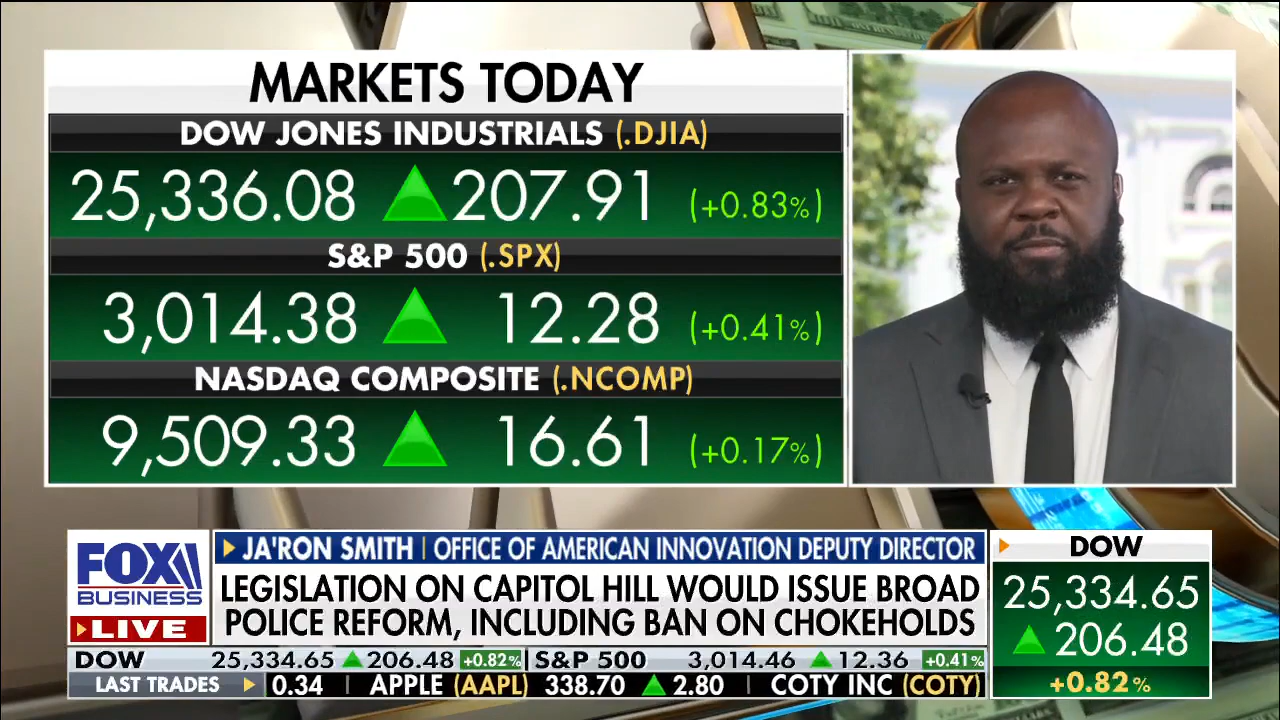 MARKETS TODAY
DOW JONES INDUSTRIALS (.DJIA)
25,336.08 ▲ 207.91 (+0.83%)
S&P 500 (.SPX)
3,014.38 ▲ 12.28 (+0.41%)
NASDAQ COMPOSITE (.NCOMP)
9,509.33 ▲ 16.61 (+0.17%)
FOX
BUSINESS
LIVE
JA'RON SMITH | OFFICE OF AMERICAN INNOVATION DEPUTY DIRECTOR
LEGISLATION ON CAPITOL HILL WOULD ISSUE BROAD
POLICE REFORM, INCLUDING BAN ON CHOKEHOLDS
DOW
25,334.65
▲ 206.48
+0.82%
DOW 25,334.65 ▲ 206.48 +0.82% S&P 500 3,014.46 ▲ 12.36 +0.41%
LAST TRADES 0.34 | APPLE (AAPL) 338.70 ▲ 2.80 | COTY INC (COTY)